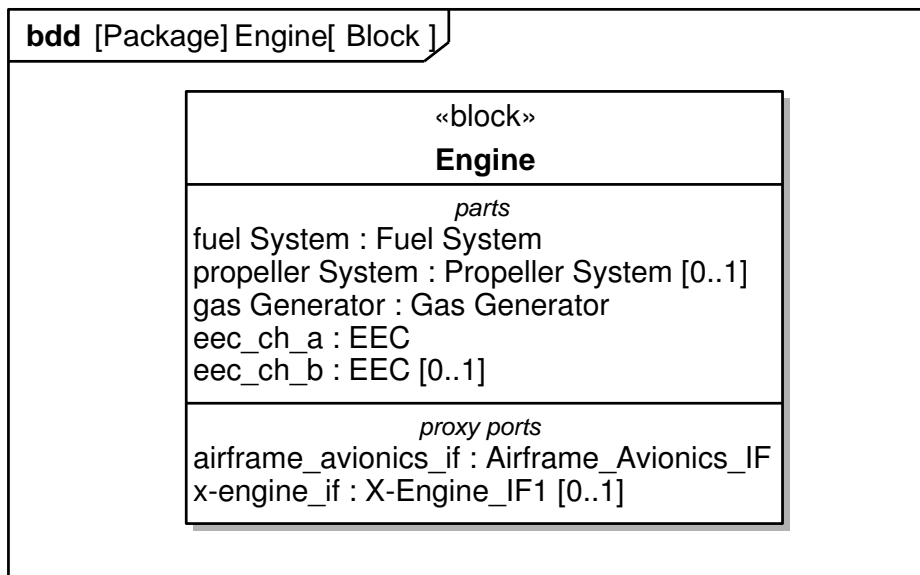 bdd [Package] Engine[ Block ]
«block»
Engine
parts
fuel System : Fuel System
propeller System : Propeller System [0..1]
gas Generator : Gas Generator
eec_ch_a : EEC
eec_ch_b : EEC [0..1]
proxy ports
airframe_avionics_if : Airframe_Avionics_IF
x-engine_if : X-Engine_IF1 [0..1]